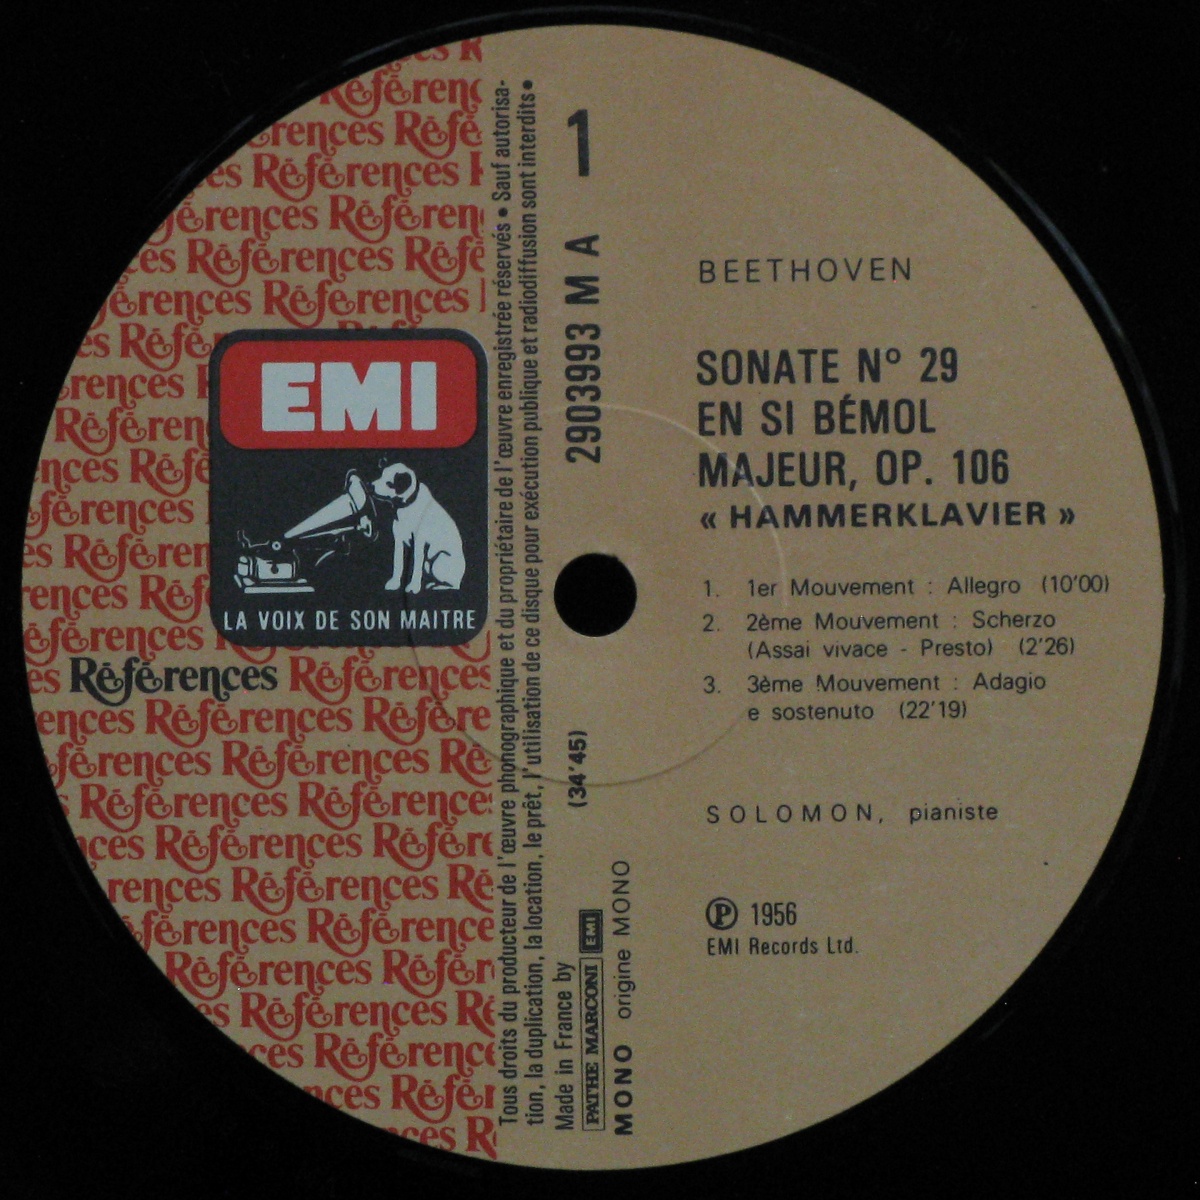 Références
EMI
LA VOIX DE SON MAITRE
Références
Tous droits du producteur de l'œuvre phonographique et du propriétaire de l'œuvre enregistrée réservés • Sauf autorisa-
tion, la duplication, la location, le prêt, l'utilisation de ce disque pour exécution publique et radiodiffusion sont interdits •
Made in France by
PATHE MARCONI EMI
MONO origine MONO
(34'45)
2903993 M A 1
BEETHOVEN
SONATE Nº 29
EN SI BÉMOL
MAJEUR, OP. 106
« HAMMERKLAVIER »
1. 1er Mouvement : Allegro (10'00)
2. 2ème Mouvement : Scherzo
(Assai vivace - Presto) (2'26)
3. 3ème Mouvement : Adagio
e sostenuto (22'19)
SOLOMON, pianiste
℗ 1956
EMI Records Ltd.